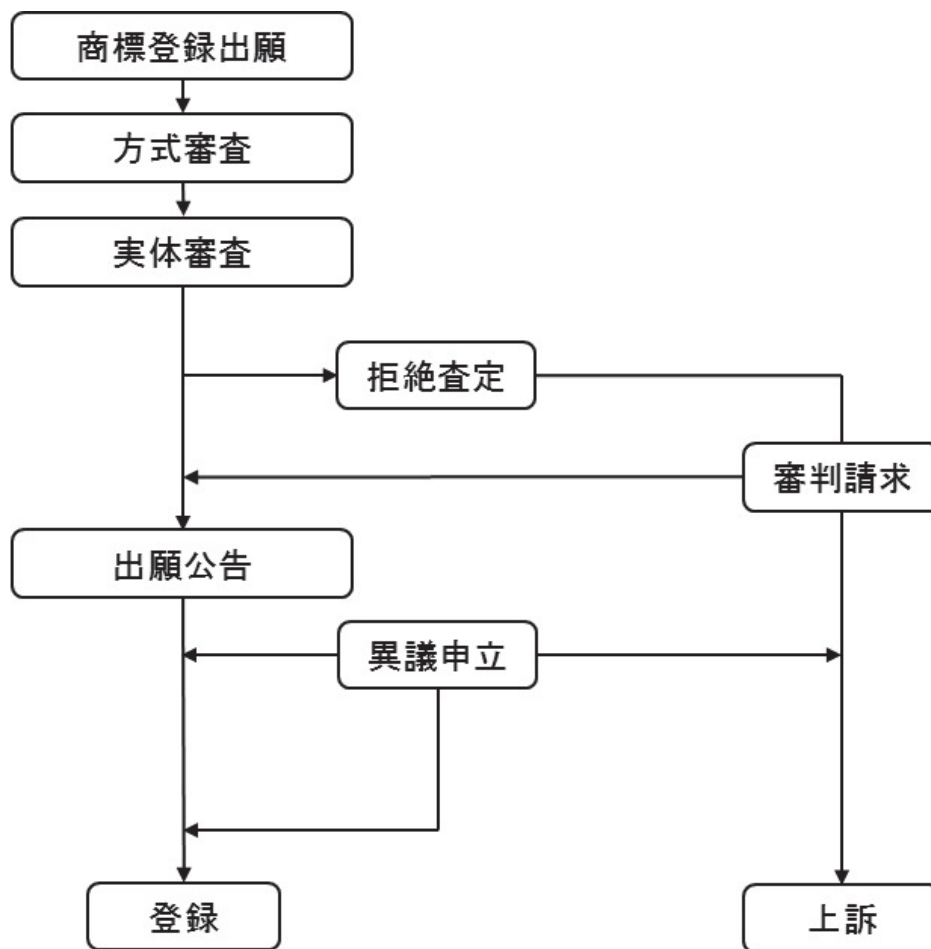 商標登録出願
方式審査
実体審査
拒絶査定
審判請求
出願公告
異議申立
登録
上訴